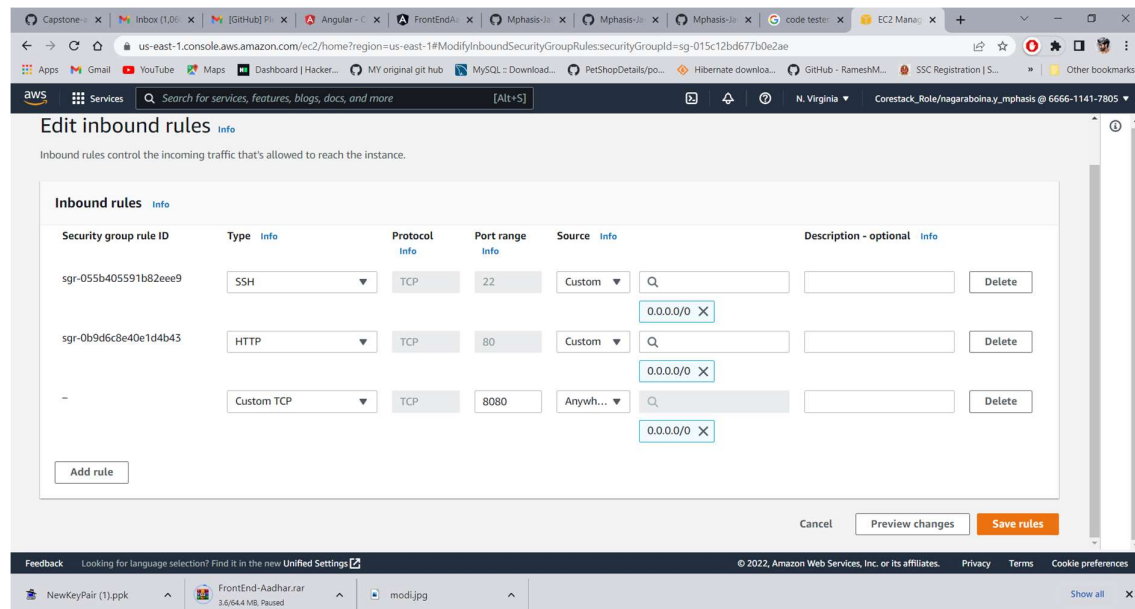 Capstone-J
Inbox (1,06
[GitHub] Pl
Angular - C
FrontEndAa
Mphasis-Ja
Mphasis-Ja
Mphasis-Ja
code tester
EC2 Manag
us-east-1.console.aws.amazon.com/ec2/home?region=us-east-1#ModifyInboundSecurityGroupRules:securityGroupId=sg-015c12bd677b0e2ae
Apps Gmail YouTube Maps Dashboard | Hacker... MY original git hub MySQL :: Download... PetShopDetails/po... Hibernate downloa... GitHub - RameshM... SSC Registration | S... » Other bookmarks
aws Services Search for services, features, blogs, docs, and more [Alt+S] N. Virginia ▼ Corestack_Role/nagaraboina.y_mphasis @ 6666-1141-7805 ▼
Edit inbound rules Info
Inbound rules control the incoming traffic that's allowed to reach the instance.
Inbound rules Info
Security group rule ID Type Info Protocol Info Port range Info Source Info Description - optional Info
sgr-055b405591b82eee9 SSH TCP 22 Custom Delete
0.0.0.0/0
sgr-0b9d6c8e40e1d4b43 HTTP TCP 80 Custom Delete
0.0.0.0/0
– Custom TCP TCP 8080 Anywh... Delete
0.0.0.0/0
Add rule
Cancel Preview changes Save rules
Feedback Looking for language selection? Find it in the new Unified Settings © 2022, Amazon Web Services, Inc. or its affiliates. Privacy Terms Cookie preferences
NewKeyPair (1).ppk FrontEnd-Aadhar.rar modi.jpg Show all
3.6/64.4 MB, Paused